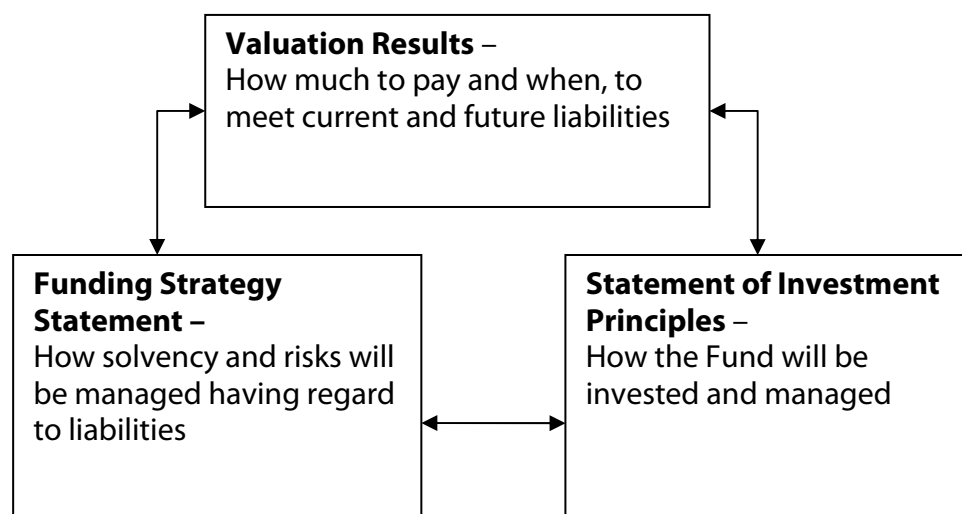 Valuation Results –
How much to pay and when, to
meet current and future liabilities
Funding Strategy
Statement –
How solvency and risks will
be managed having regard
to liabilities
Statement of Investment
Principles –
How the Fund will be
invested and managed